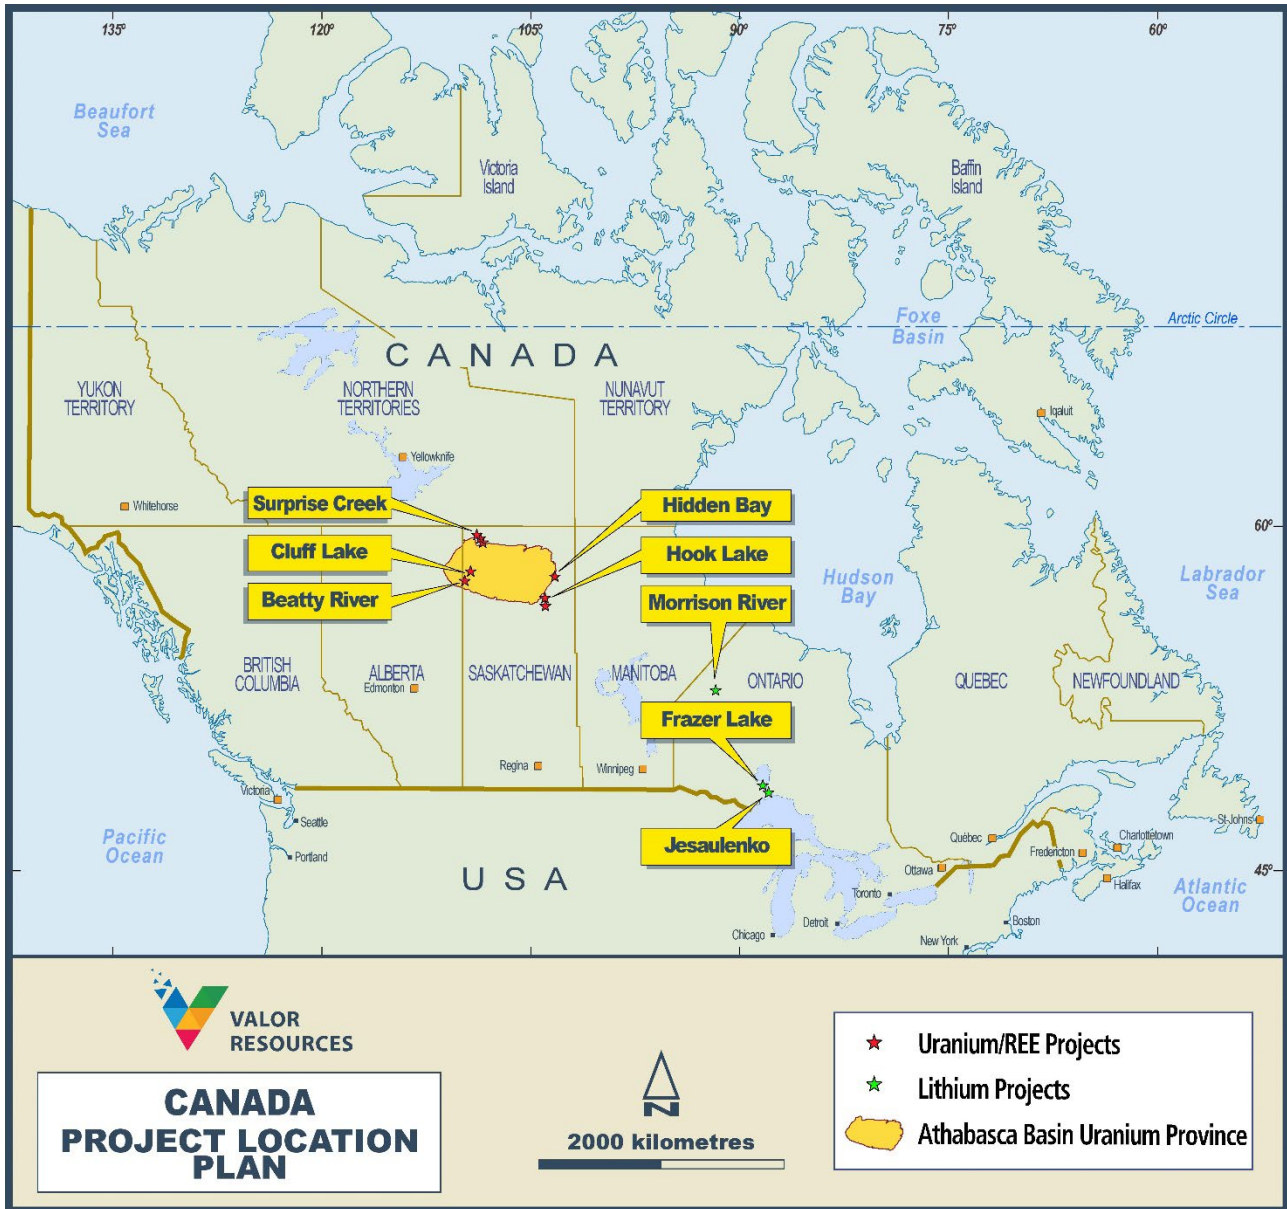 135°
120°
105°
90°
75°
60°
Beaufort
Sea
Victoria
Island
Baffin
Island
Foxe
Basin
Arctic Circle
CANADA
YUKON
TERRITORY
NORTHERN
TERRITORIES
NUNAVUT
TERRITORY
Iqaluit
Yellowknife
Whitehorse
Surprise Creek
Cluff Lake
Beatty River
Hidden Bay
Hook Lake
Morrison River
60°
Hudson
Bay
Labrador
Sea
BRITISH
COLUMBIA
ALBERTA
Edmonton
SASKATCHEWAN
MANITOBA
ONTARIO
QUEBEC
NEWFOUNDLAND
Frazer Lake
Regina
Winnipeg
Victoria
Seattle
Portland
Pacific
Ocean
Jesaulenko
USA
Québec
Ottawa
Fredericton
Charlottetown
St-Johns
Halifax
45°
Toronto
Detroit
Chicago
Boston
New York
Atlantic
Ocean
VALOR
RESOURCES
CANADA
PROJECT LOCATION
PLAN
N
2000 kilometres
Uranium/REE Projects
Lithium Projects
Athabasca Basin Uranium Province